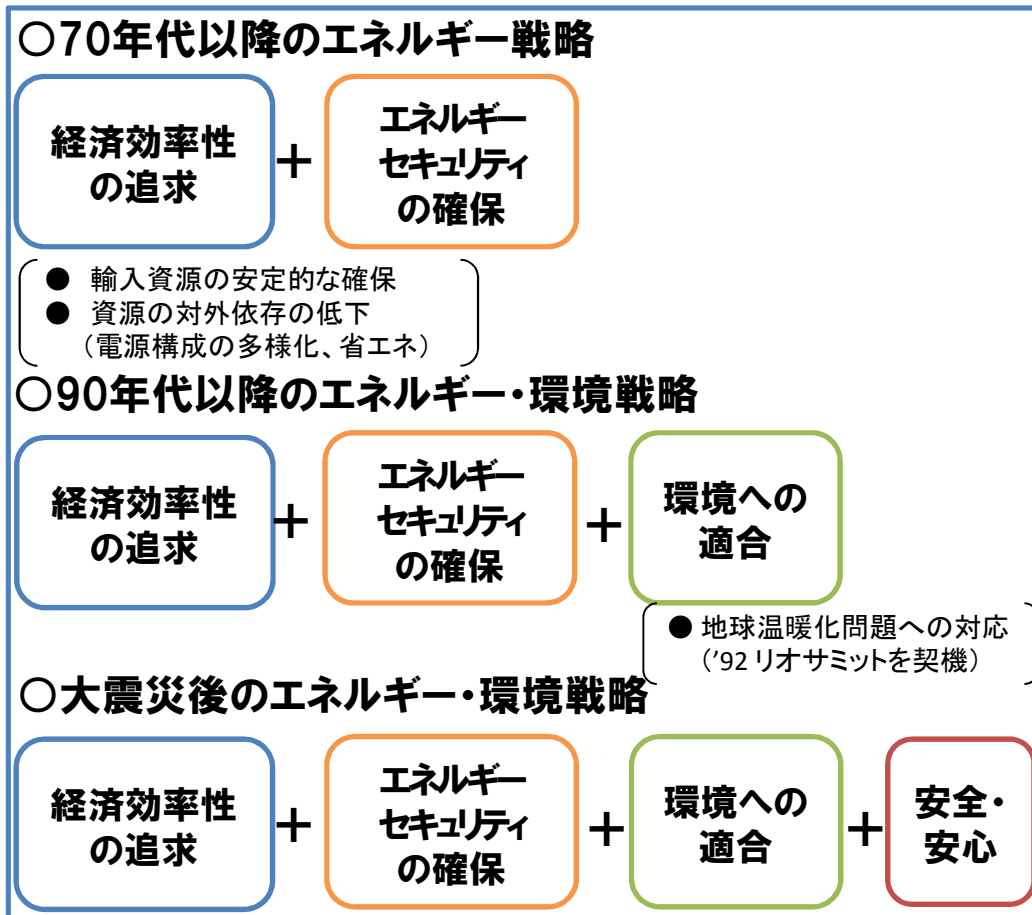 〇70年代以降のエネルギー戦略
経済効率性
の追求
+
エネルギー
セキュリティ
の確保
● 輸入資源の安定的な確保
● 資源の対外依存の低下
（電源構成の多様化、省エネ）
〇90年代以降のエネルギー・環境戦略
経済効率性
の追求
+
エネルギー
セキュリティ
の確保
+
環境への
適合
● 地球温暖化問題への対応
（’92 リオサミットを契機）
〇大震災後のエネルギー・環境戦略
経済効率性
の追求
+
エネルギー
セキュリティ
の確保
+
環境への
適合
+
安全・
安心